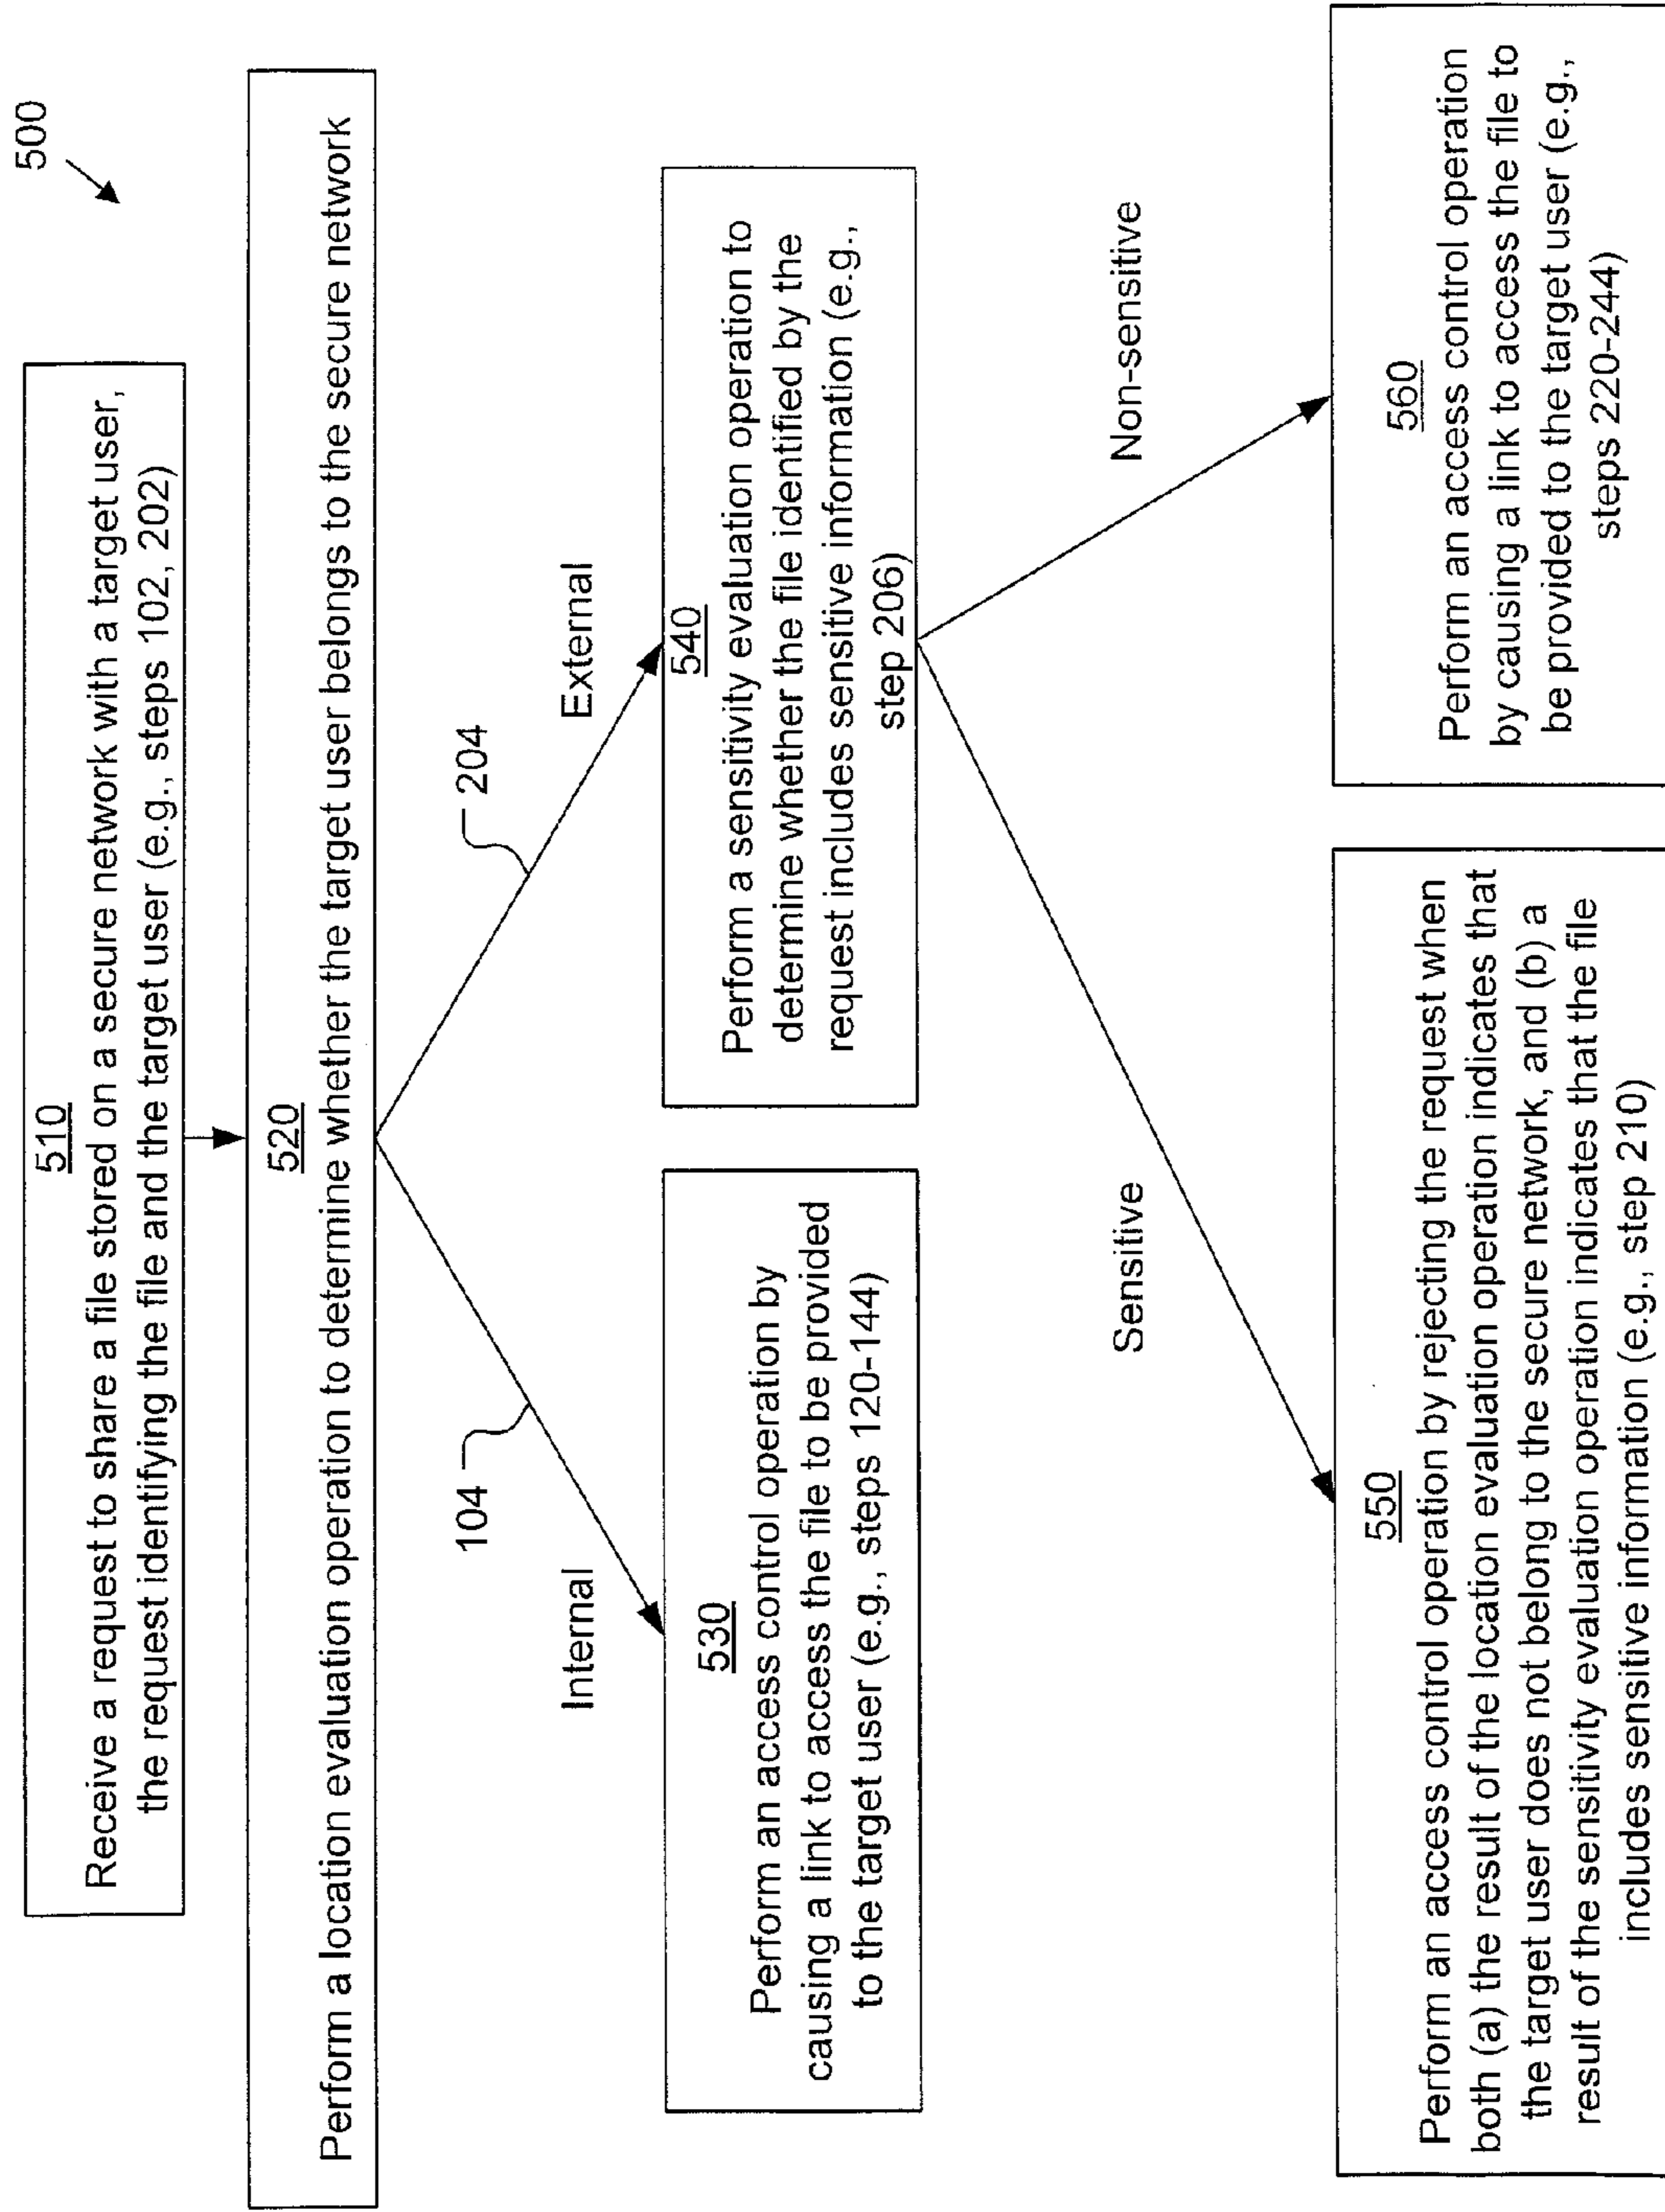 500
510
Receive a request to share a file stored on a secure network with a target user,
the request identifying the file and the target user (e.g., steps 102, 202)
520
Perform a location evaluation operation to determine whether the target user belongs to the secure network
Internal
104
204
External
530
Perform an access control operation by
causing a link to access the file to be provided
to the target user (e.g., steps 120-144)
540
Perform a sensitivity evaluation operation to
determine whether the file identified by the
request includes sensitive information (e.g.,
step 206)
Sensitive
Non-sensitive
550
Perform an access control operation by rejecting the request when
both (a) the result of the location evaluation operation indicates that
the target user does not belong to the secure network, and (b) a
result of the sensitivity evaluation operation indicates that the file
includes sensitive information (e.g., step 210)
560
Perform an access control operation
by causing a link to access the file to
be provided to the target user (e.g.,
steps 220-244)